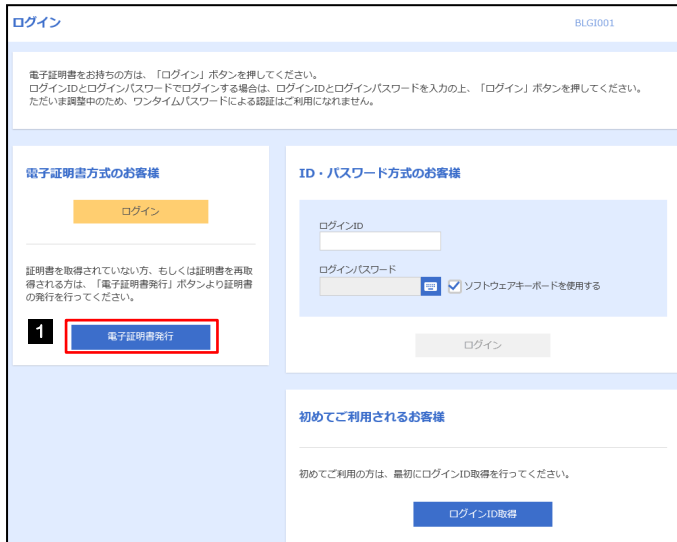 ログイン
BLGI001
電子証明書をお持ちの方は、「ログイン」ボタンを押してください。
ログインIDとログインパスワードでログインする場合は、ログインIDとログインパスワードを入力の上、「ログイン」ボタンを押してください。
ただいま調整中のため、ワンタイムパスワードによる認証はご利用になれません。
電子証明書方式のお客様
ログイン
証明書を取得されていない方、もしくは証明書を再取
得される方は、「電子証明書発行」ボタンより証明書
の発行を行ってください。
1
電子証明書発行
ID・パスワード方式のお客様
ログインID
ログインパスワード
ソフトウェアキーボードを使用する
ログイン
初めてご利用されるお客様
初めてご利用の方は、最初にログインID取得を行ってください。
ログインID取得